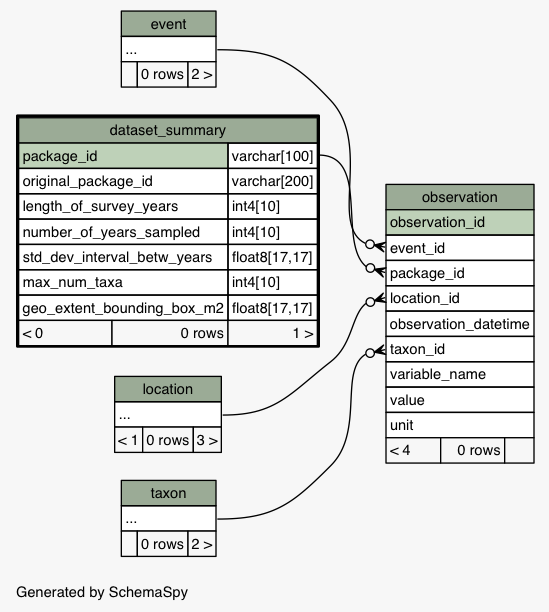 event
...
0 rows 2 >
dataset_summary
package_id varchar[100]
original_package_id varchar[200]
length_of_survey_years int4[10]
number_of_years_sampled int4[10]
std_dev_interval_betw_years float8[17,17]
max_num_taxa int4[10]
geo_extent_bounding_box_m2 float8[17,17]
< 0 0 rows 1 >
observation
observation_id
event_id
package_id
location_id
observation_datetime
taxon_id
variable_name
value
unit
< 4 0 rows
location
...
< 1 0 rows 3 >
taxon
...
0 rows 2 >
Generated by SchemaSpy